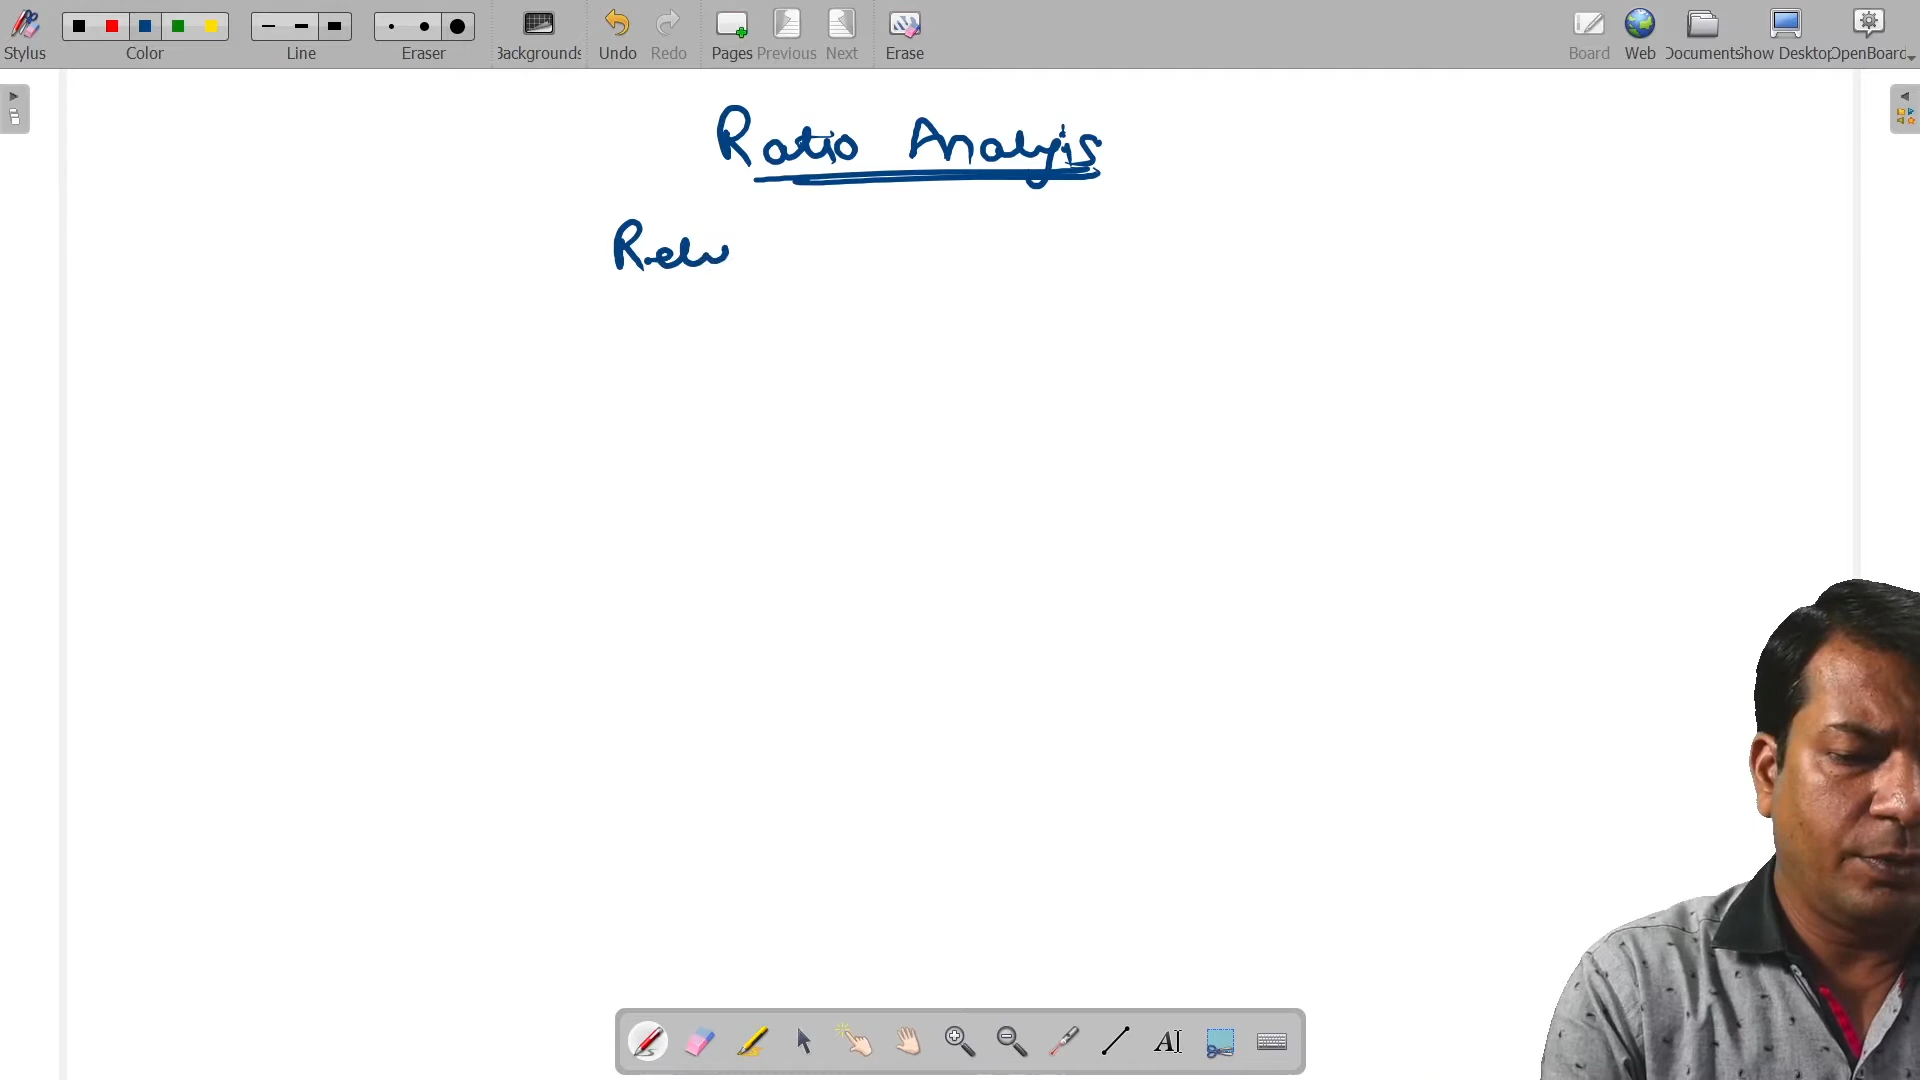 Stylus Color Line Eraser Backgrounds Undo Redo Pages Previous Next Erase Board Web Documents Show Desktop OpenBoard
Ratio Analysis
A